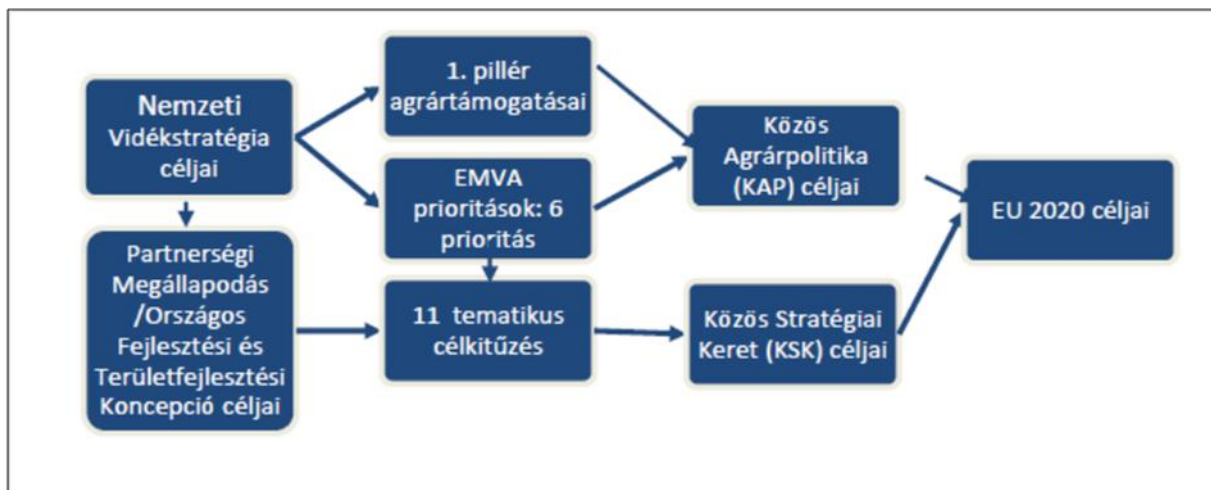 Nemzeti
Vidékstratégia
céljai
Partnerségi
Megállapodás
/Országos
Fejlesztési és
Területfejlesztési
Koncepció céljai
1. pillér
agrártámogatásai
EMVA
prioritások: 6
prioritás
11 tematikus
célkitűzés
Közös
Agrárpolitika
(KAP) céljai
Közös Stratégiai
Keret (KSK) céljai
EU 2020 céljai